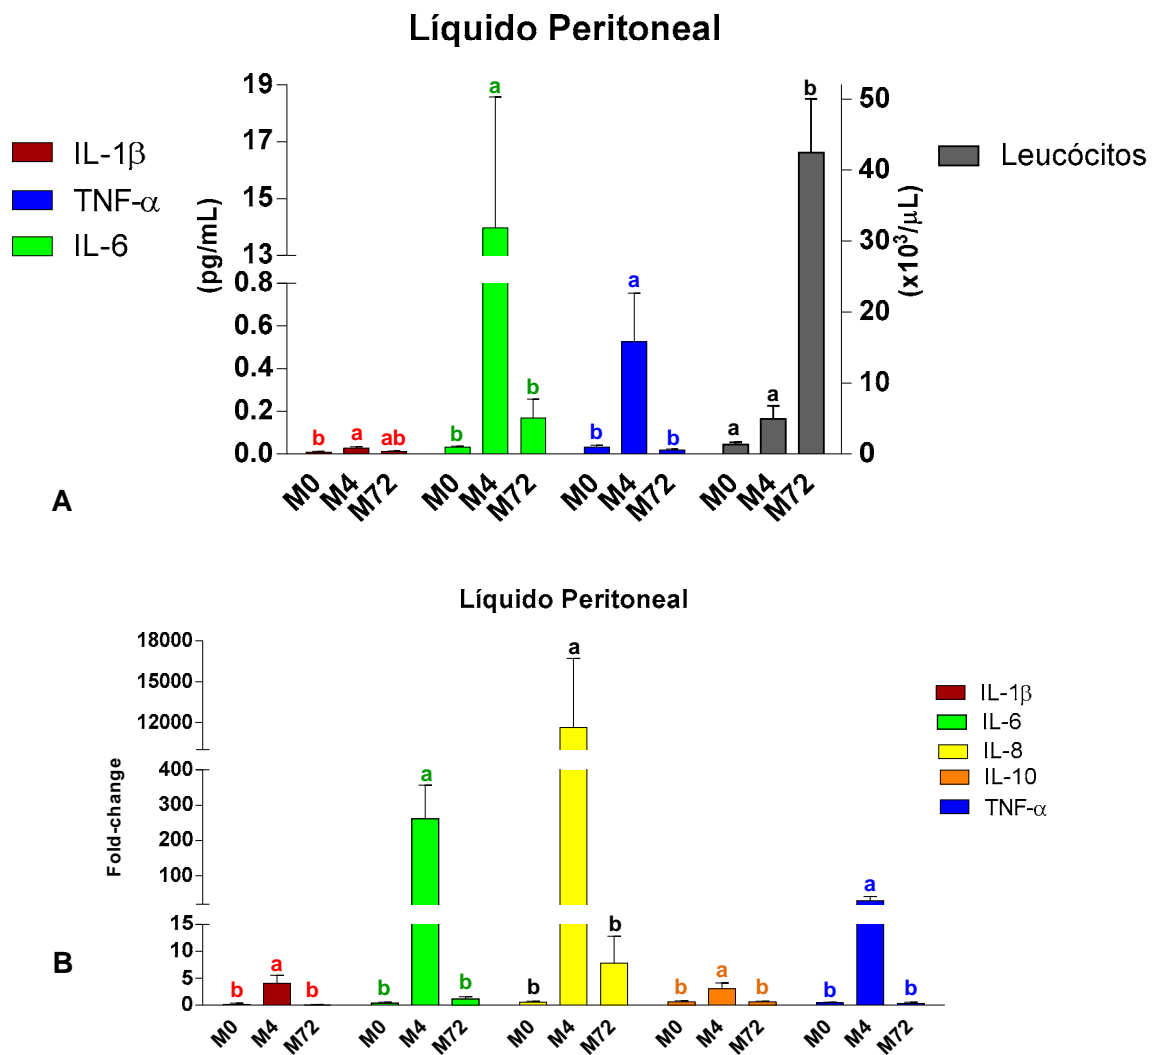 Líquido Peritoneal
IL-1β
TNF-α
IL-6
(pg/mL)
19
17
15
13
0.8
0.6
0.4
0.2
0.0
b a ab
b a b
b a b
a a b
50
40
30
20
10
0
(x10³/µL)
Leucócitos
M0 M4 M72 M0 M4 M72 M0 M4 M72 M0 M4 M72
A
Líquido Peritoneal
Fold-change
18000
15000
12000
400
300
200
100
15
10
5
0
b a b
b a b
b a b
b a b
b a b
IL-1β
IL-6
IL-8
IL-10
TNF-α
M0 M4 M72 M0 M4 M72 M0 M4 M72 M0 M4 M72 M0 M4 M72
B